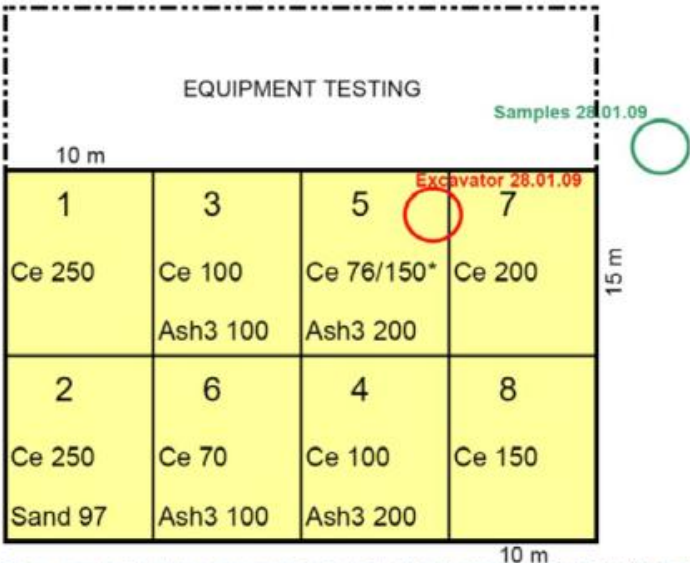 EQUIPMENT TESTING
Samples 28.01.09
10 m
Excavator 28.01.09
1
3
5
7
Ce 250
Ce 100
Ce 76/150*
Ce 200
Ash3 100
Ash3 200
15 m
2
6
4
8
Ce 250
Ce 70
Ce 100
Ce 150
Sand 97
Ash3 100
Ash3 200
10 m